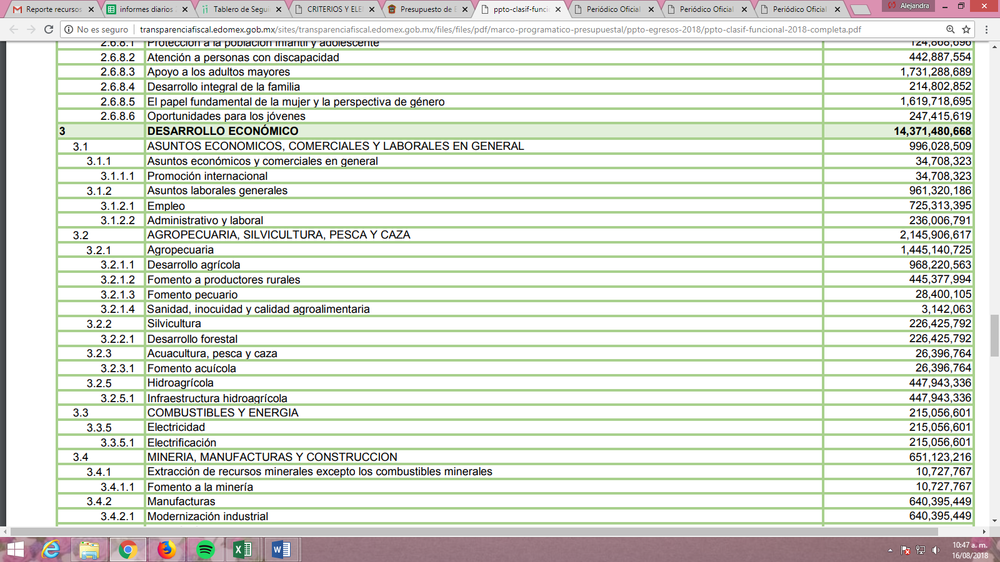 Reporte recursos
informes diarios
Tablero de Segui
CRITERIOS Y ELE
Presupuesto de E
ppto-clasif-funcio
Periódico Oficial
Periódico Oficial
Periódico Oficial
Alejandra
No es seguro transparenciafiscal.edomex.gob.mx/sites/transparenciafiscal.edomex.gob.mx/files/files/pdf/marco-programatico-presupuestal/ppto-egresos-2018/ppto-clasif-funcional-2018-completa.pdf
2.6.8.1 Protección a la población infantil y adolescente 124,868,696
2.6.8.2 Atención a personas con discapacidad 442,887,554
2.6.8.3 Apoyo a los adultos mayores 1,731,288,689
2.6.8.4 Desarrollo integral de la familia 214,802,852
2.6.8.5 El papel fundamental de la mujer y la perspectiva de género 1,619,718,695
2.6.8.6 Oportunidades para los jóvenes 247,415,619
3 DESARROLLO ECONÓMICO 14,371,480,668
3.1 ASUNTOS ECONOMICOS, COMERCIALES Y LABORALES EN GENERAL 996,028,509
3.1.1 Asuntos económicos y comerciales en general 34,708,323
3.1.1.1 Promoción internacional 34,708,323
3.1.2 Asuntos laborales generales 961,320,186
3.1.2.1 Empleo 725,313,395
3.1.2.2 Administrativo y laboral 236,006,791
3.2 AGROPECUARIA, SILVICULTURA, PESCA Y CAZA 2,145,906,617
3.2.1 Agropecuaria 1,445,140,725
3.2.1.1 Desarrollo agrícola 968,220,563
3.2.1.2 Fomento a productores rurales 445,377,994
3.2.1.3 Fomento pecuario 28,400,105
3.2.1.4 Sanidad, inocuidad y calidad agroalimentaria 3,142,063
3.2.2 Silvicultura 226,425,792
3.2.2.1 Desarrollo forestal 226,425,792
3.2.3 Acuacultura, pesca y caza 26,396,764
3.2.3.1 Fomento acuícola 26,396,764
3.2.5 Hidroagrícola 447,943,336
3.2.5.1 Infraestructura hidroagrícola 447,943,336
3.3 COMBUSTIBLES Y ENERGIA 215,056,601
3.3.5 Electricidad 215,056,601
3.3.5.1 Electrificación 215,056,601
3.4 MINERIA, MANUFACTURAS Y CONSTRUCCION 651,123,216
3.4.1 Extracción de recursos minerales excepto los combustibles minerales 10,727,767
3.4.1.1 Fomento a la minería 10,727,767
3.4.2 Manufacturas 640,395,449
3.4.2.1 Modernización industrial 640,395,449
10:47 a. m.
16/08/2018